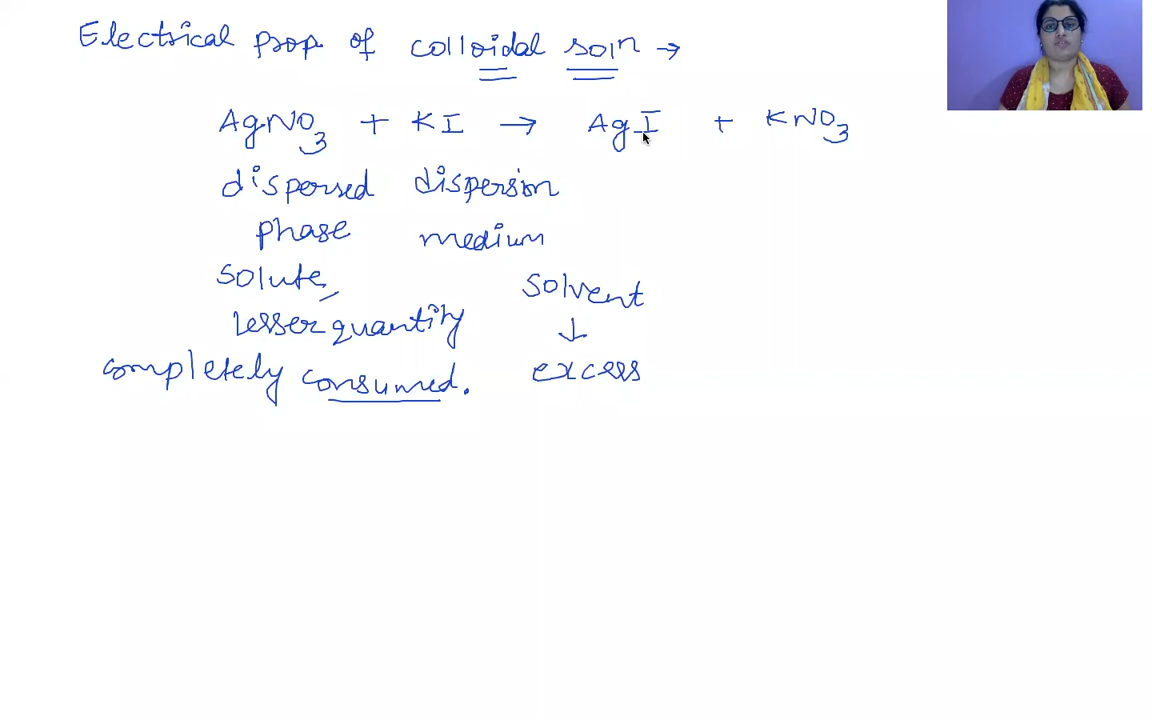 Electrical prop. of colloidal soln →
AgNO3 + KI → AgI + KNO3
dispersed dispersion
phase medium
solute, solvent
lesser quantity ↓
completely consumed. excess